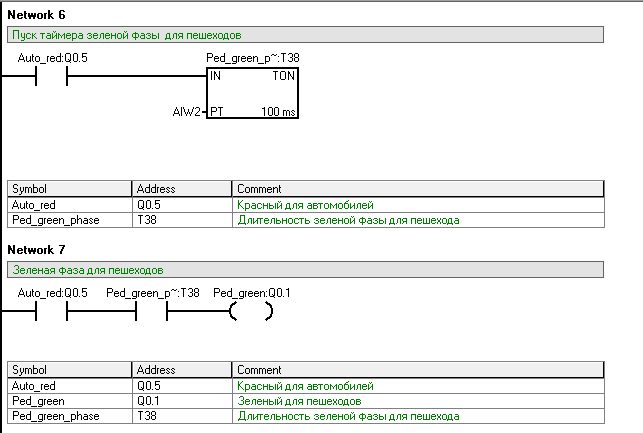 Network 6
Пуск таймера зеленой фазы для пешеходов
Auto_red:Q0.5 Ped_green_p~:T38
IN TON
AIW2 PT 100 ms
Symbol Address Comment
Auto_red Q0.5 Красный для автомобилей
Ped_green_phase T38 Длительность зеленой фазы для пешехода
Network 7
Зеленая фаза для пешеходов
Auto_red:Q0.5 Ped_green_p~:T38 Ped_green:Q0.1
Symbol Address Comment
Auto_red Q0.5 Красный для автомобилей
Ped_green Q0.1 Зеленый для пешеходов
Ped_green_phase T38 Длительность зеленой фазы для пешехода